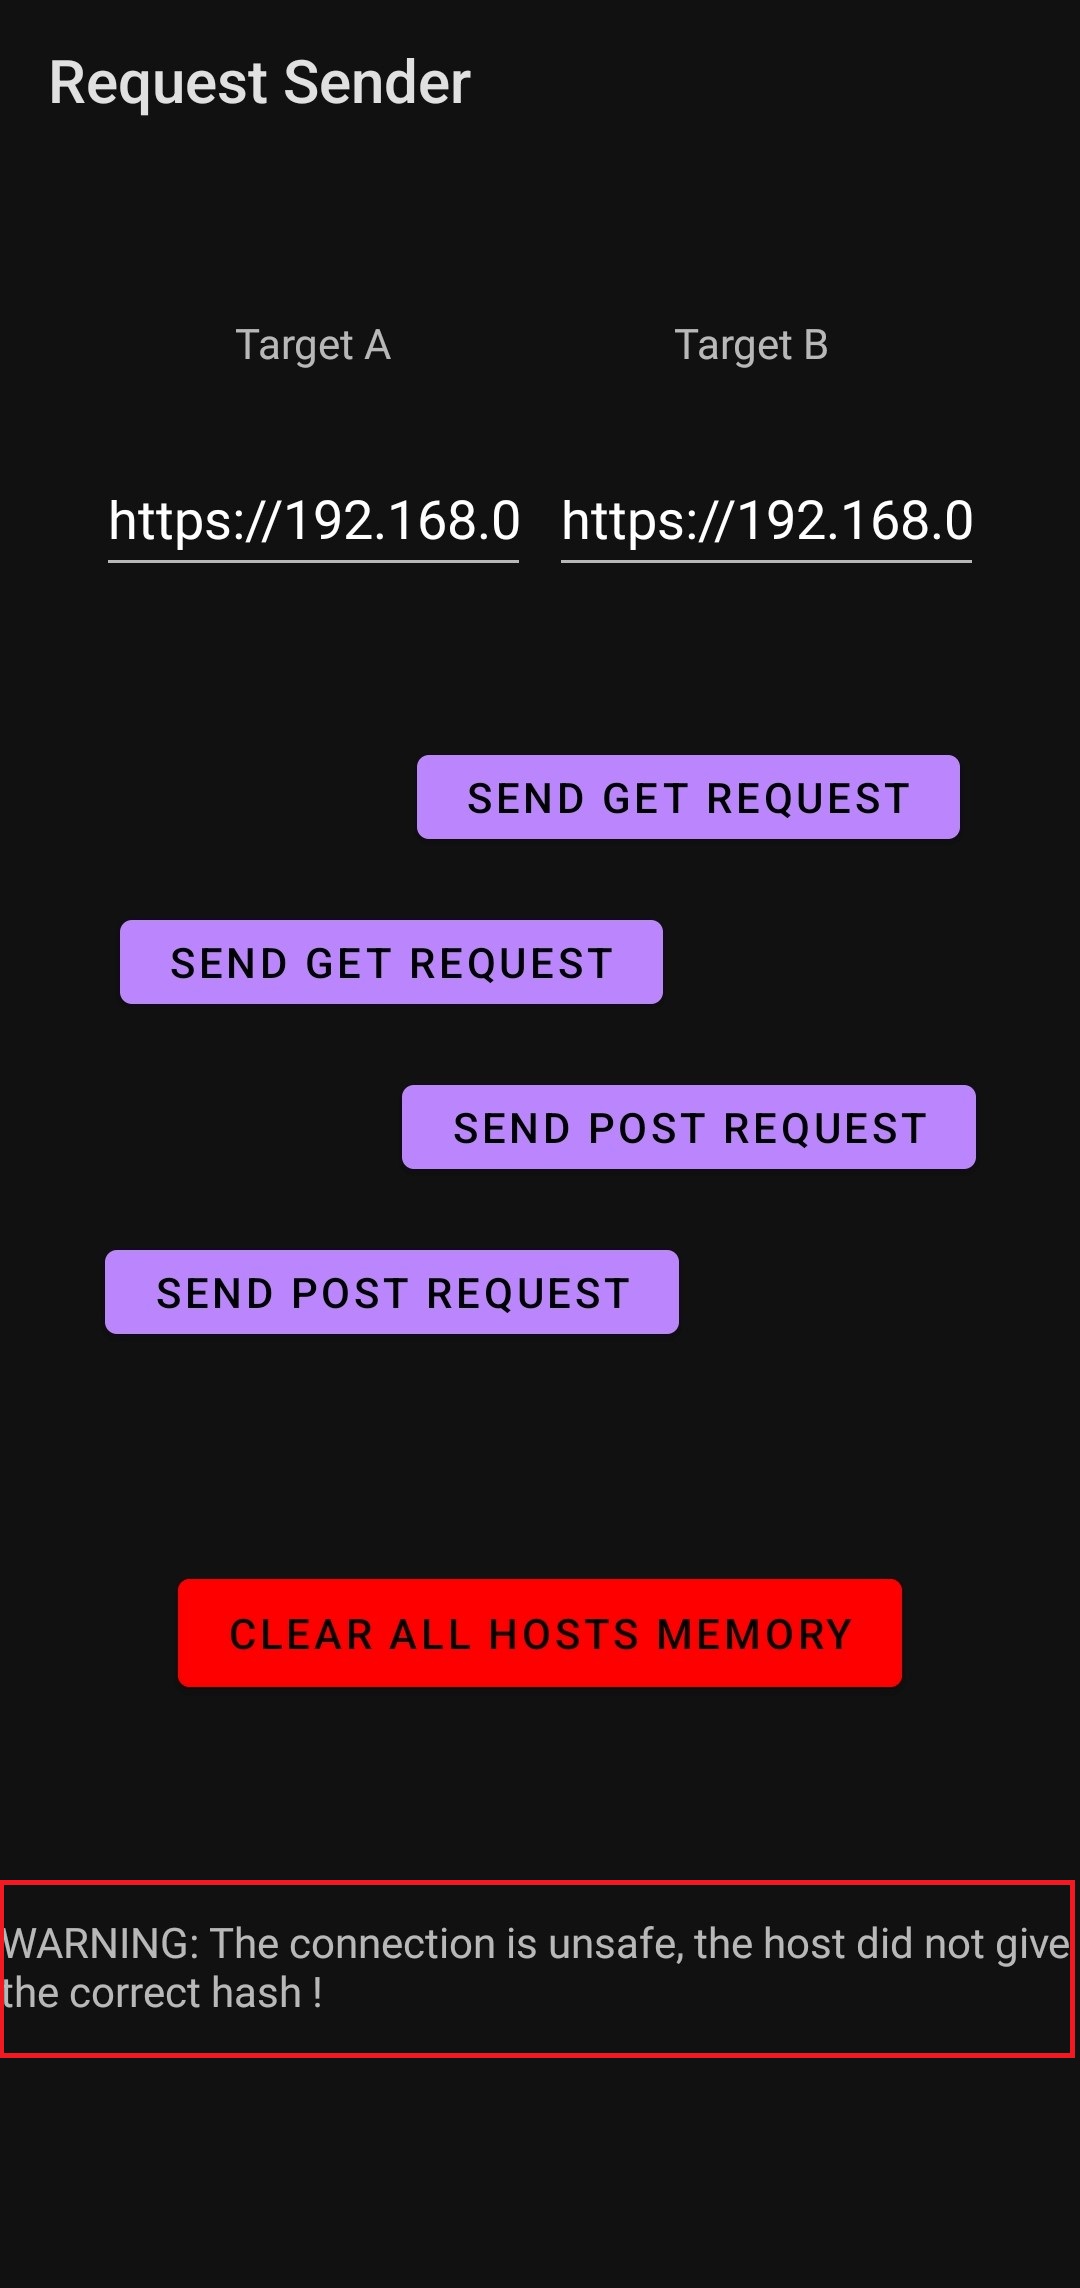 Request Sender
Target A
Target B
https://192.168.0
https://192.168.0
SEND GET REQUEST
SEND GET REQUEST
SEND POST REQUEST
SEND POST REQUEST
CLEAR ALL HOSTS MEMORY
WARNING: The connection is unsafe, the host did not give
the correct hash !